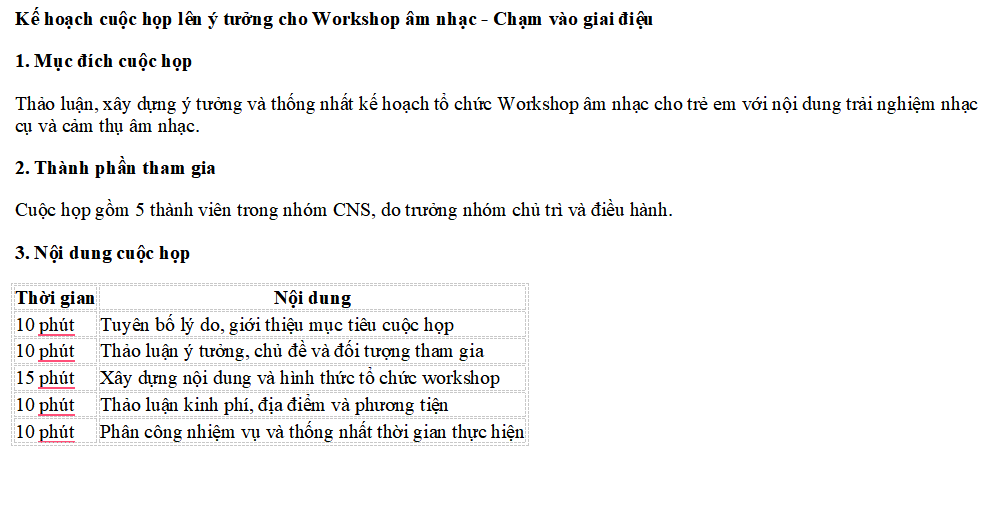 Kế hoạch cuộc họp lên ý tưởng cho Workshop âm nhạc - Chạm vào giai điệu
1. Mục đích cuộc họp
Thảo luận, xây dựng ý tưởng và thống nhất kế hoạch tổ chức Workshop âm nhạc cho trẻ em với nội dung trải nghiệm nhạc
cụ và cảm thụ âm nhạc.
2. Thành phần tham gia
Cuộc họp gồm 5 thành viên trong nhóm CNS, do trưởng nhóm chủ trì và điều hành.
3. Nội dung cuộc họp
Thời gian Nội dung
10 phút Tuyên bố lý do, giới thiệu mục tiêu cuộc họp
10 phút Thảo luận ý tưởng, chủ đề và đối tượng tham gia
15 phút Xây dựng nội dung và hình thức tổ chức workshop
10 phút Thảo luận kinh phí, địa điểm và phương tiện
10 phút Phân công nhiệm vụ và thống nhất thời gian thực hiện